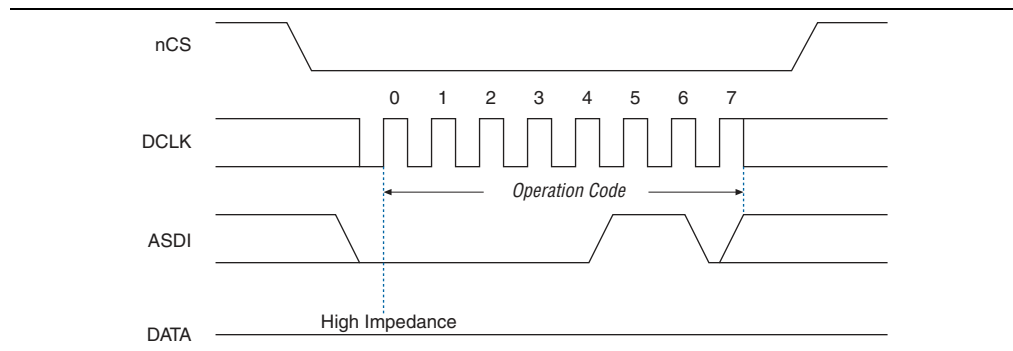 nCS
0 1 2 3 4 5 6 7
DCLK
Operation Code
ASDI
High Impedance
DATA